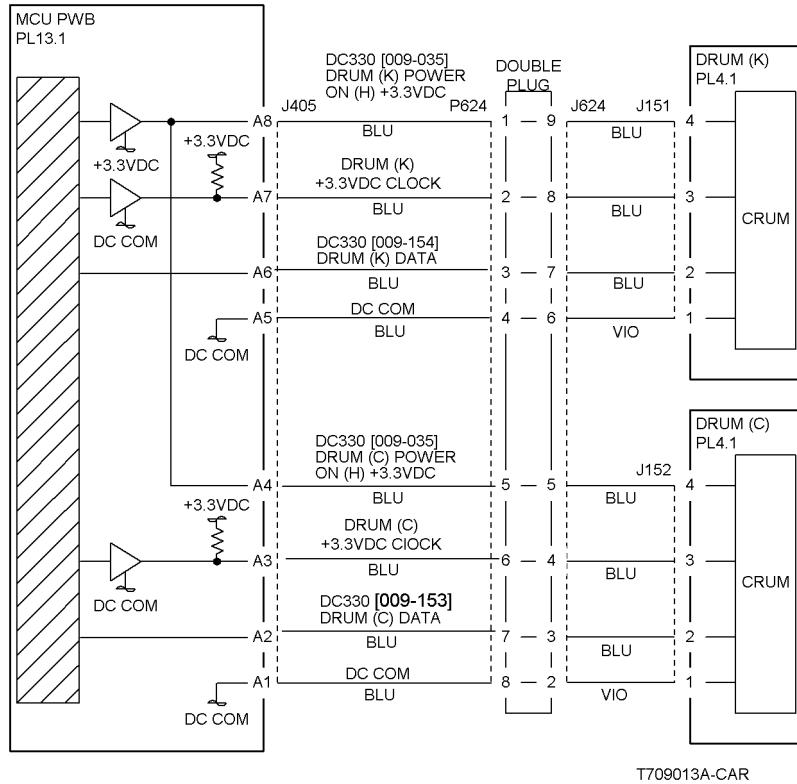 MCU PWB
PL13.1
DC330 [009-035]
DRUM (K) POWER
ON (H) +3.3VDC
DOUBLE
PLUG
DRUM (K)
PL4.1
J405
P624
J624
J151
A8
BLU
1 9
BLU
4
+3.3VDC
+3.3VDC
DRUM (K)
+3.3VDC CLOCK
A7
BLU
2 8
BLU
3
CRUM
DC COM
DC330 [009-154]
DRUM (K) DATA
A6
BLU
3 7
BLU
2
DC COM
A5
BLU
4 6
VIO
1
DC COM
DRUM (C)
PL4.1
DC330 [009-035]
DRUM (C) POWER
ON (H) +3.3VDC
J152
A4
BLU
5 5
BLU
4
+3.3VDC
DRUM (C)
+3.3VDC ClOCK
A3
BLU
6 4
BLU
3
CRUM
DC COM
DC330 [009-153]
DRUM (C) DATA
A2
BLU
7 3
BLU
2
DC COM
A1
BLU
8 2
VIO
1
DC COM
T709013A-CAR